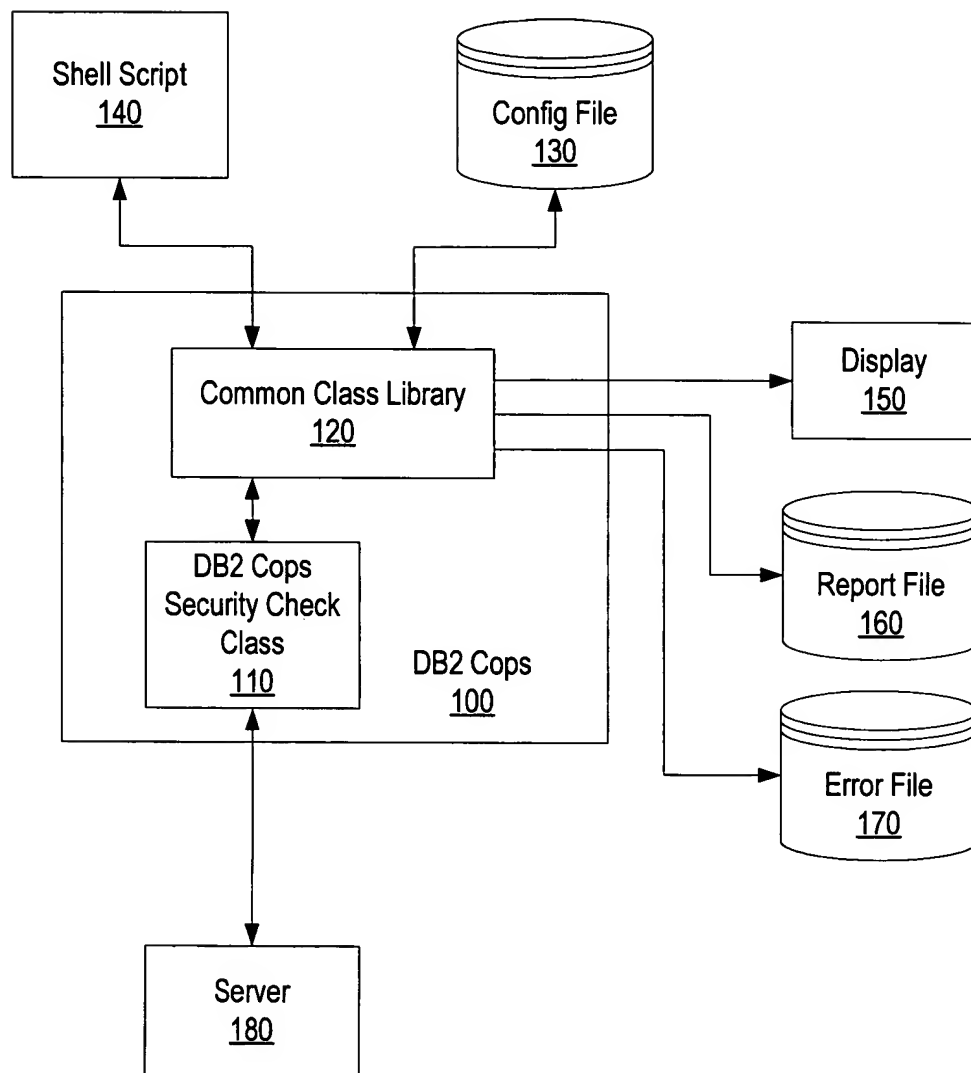 Shell Script
140
Config File
130
Common Class Library
120
Display
150
DB2 Cops
Security Check
Class
110
DB2 Cops
100
Report File
160
Error File
170
Server
180